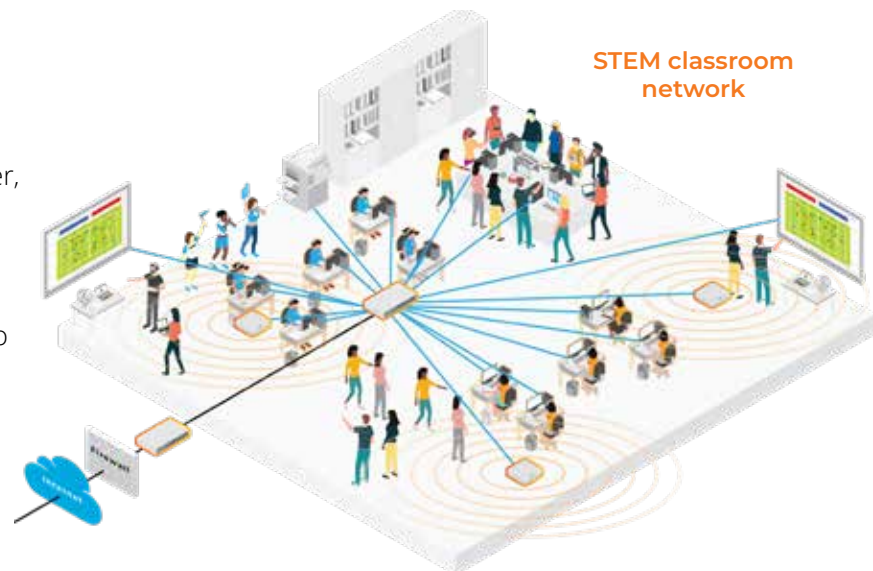 STEM classroom
network
er,
o
firewall
internet